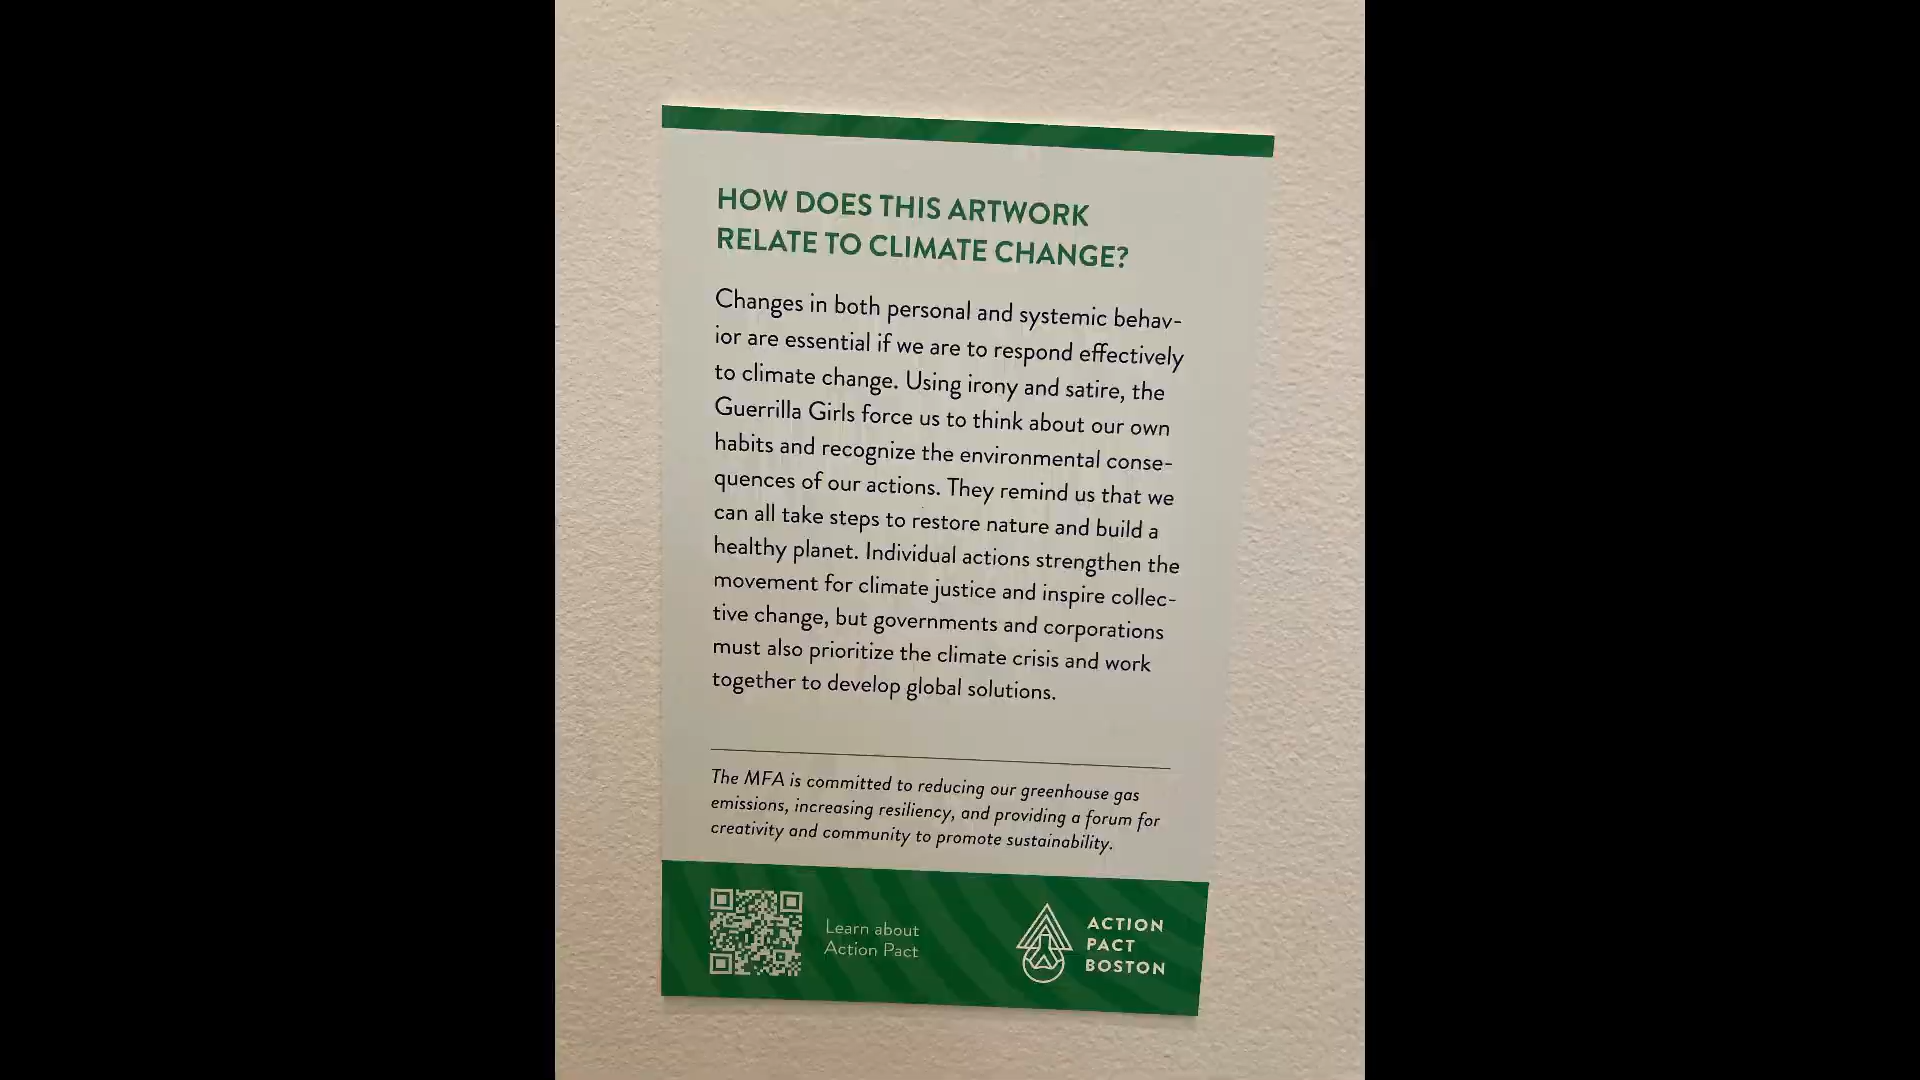 HOW DOES THIS ARTWORK
RELATE TO CLIMATE CHANGE?
Changes in both personal and systemic behav-
ior are essential if we are to respond effectively
to climate change. Using irony and satire, the
Guerrilla Girls force us to think about our own
habits and recognize the environmental conse-
quences of our actions. They remind us that we
can all take steps to restore nature and build a
healthy planet. Individual actions strengthen the
movement for climate justice and inspire collec-
tive change, but governments and corporations
must also prioritize the climate crisis and work
together to develop global solutions.
The MFA is committed to reducing our greenhouse gas
emissions, increasing resiliency, and providing a forum for
creativity and community to promote sustainability.
Learn about
Action Pact
ACTION
PACT
BOSTON